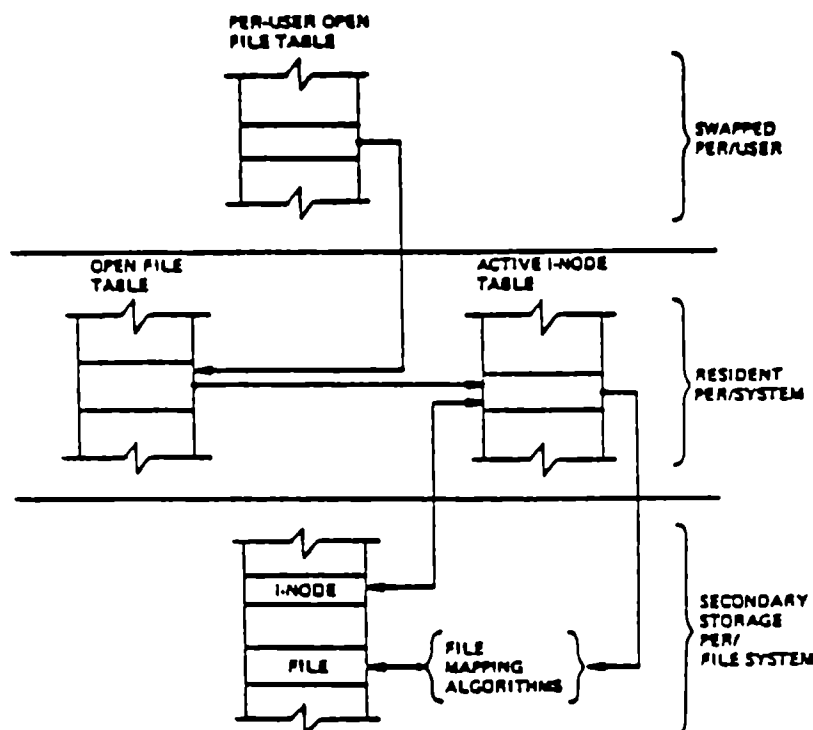 PER-USER OPEN
FILE TABLE
SWAPPED
PER/USER
OPEN FILE
TABLE
ACTIVE I-NODE
TABLE
RESIDENT
PER/SYSTEM
I-NODE
FILE
FILE
MAPPING
ALGORITHMS
SECONDARY
STORAGE
PER/
FILE SYSTEM